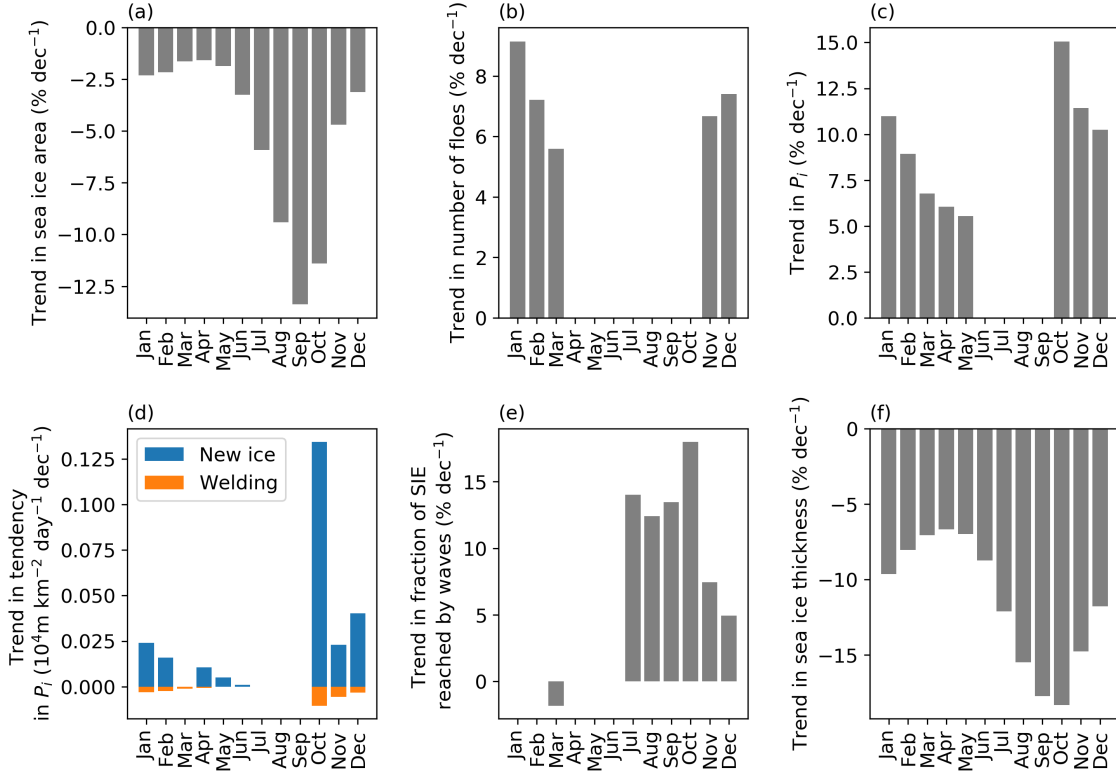 (a)
Trend in sea ice area (% dec⁻¹)
0.0
−2.5
−5.0
−7.5
−10.0
−12.5
Jan
Feb
Mar
Apr
May
Jun
Jul
Aug
Sep
Oct
Nov
Dec
(b)
Trend in number of floes (% dec⁻¹)
8
6
4
2
0
Jan
Feb
Mar
Apr
May
Jun
Jul
Aug
Sep
Oct
Nov
Dec
(c)
Trend in Pᵢ (% dec⁻¹)
15.0
12.5
10.0
7.5
5.0
2.5
0.0
Jan
Feb
Mar
Apr
May
Jun
Jul
Aug
Sep
Oct
Nov
Dec
(d)
Trend in tendency
in Pᵢ (10⁴m km⁻² day⁻¹ dec⁻¹)
0.125
0.100
0.075
0.050
0.025
0.000
New ice
Welding
Jan
Feb
Mar
Apr
May
Jun
Jul
Aug
Sep
Oct
Nov
Dec
(e)
Trend in fraction of SIE
reached by waves (% dec⁻¹)
15
10
5
0
Jan
Feb
Mar
Apr
May
Jun
Jul
Aug
Sep
Oct
Nov
Dec
(f)
Trend in sea ice thickness (% dec⁻¹)
0
−5
−10
−15
Jan
Feb
Mar
Apr
May
Jun
Jul
Aug
Sep
Oct
Nov
Dec